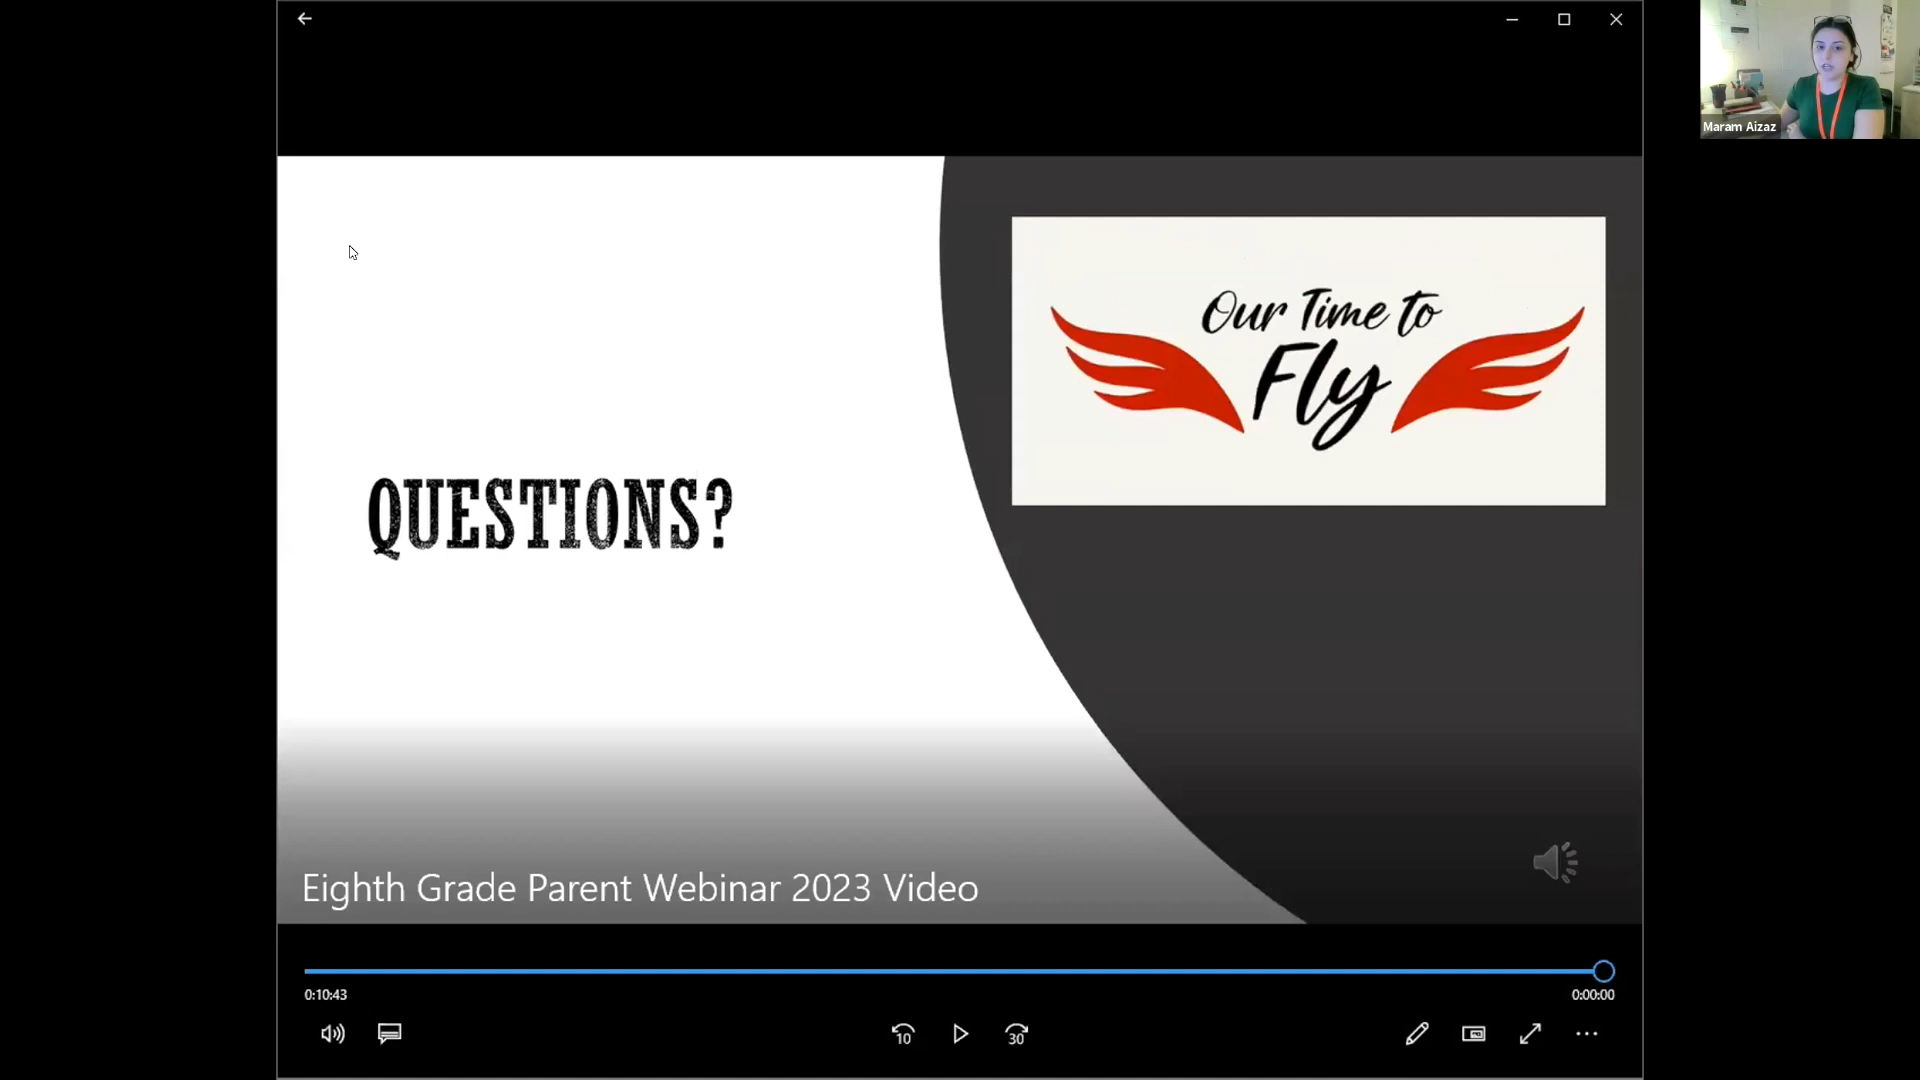 Maram Aizaz
Our Time to
Fly
QUESTIONS?
Eighth Grade Parent Webinar 2023 Video
0:10:43
0:00:00
10
30